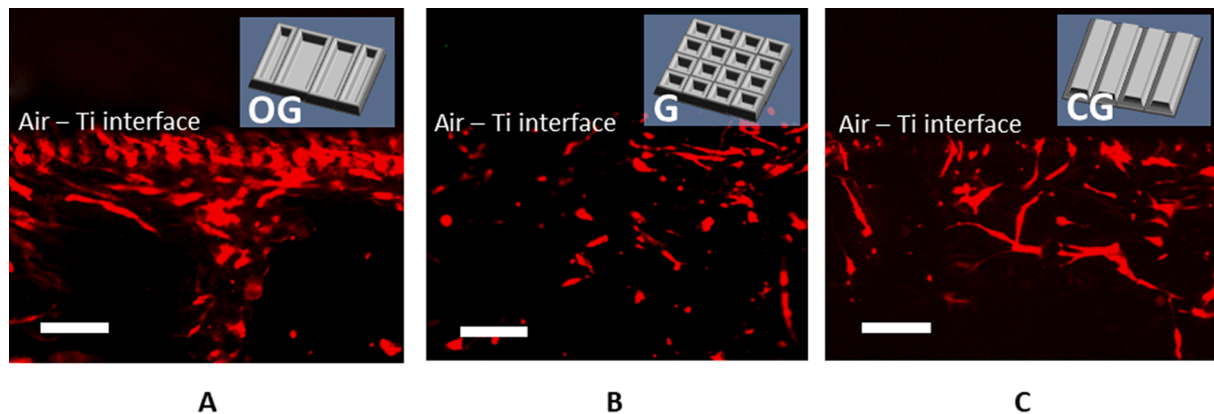 OG
Air – Ti interface
G
Air – Ti interface
CG
Air – Ti interface
A
B
C